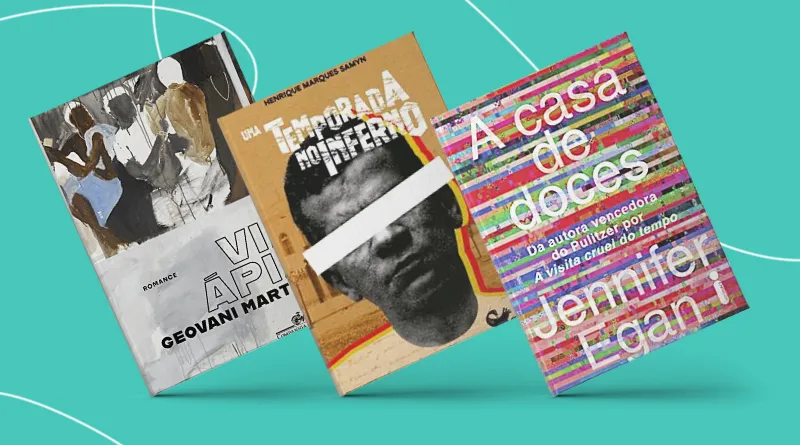 ROMANCE
VI
ÁPI
GEOVANI MART
HENRIQUE MARQUES SAMYN
UMA TEMPORADA
NO INFERNO
A casa
de
doces
Da autora vencedora
do Pulitzer por
A visita cruel do tempo
Jennifer
Egan